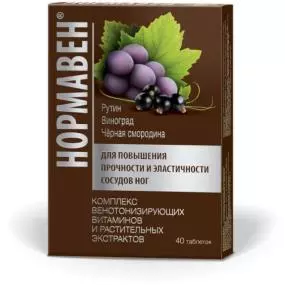 НОРМАВЕН®
Рутин
Виноград
Чёрная смородина
ДЛЯ ПОВЫШЕНИЯ
ПРОЧНОСТИ И ЭЛАСТИЧНОСТИ
СОСУДОВ НОГ
КОМПЛЕКС
ВЕНОТОНИЗИРУЮЩИХ
ВИТАМИНОВ
И РАСТИТЕЛЬНЫХ
ЭКСТРАКТОВ
40 таблеток